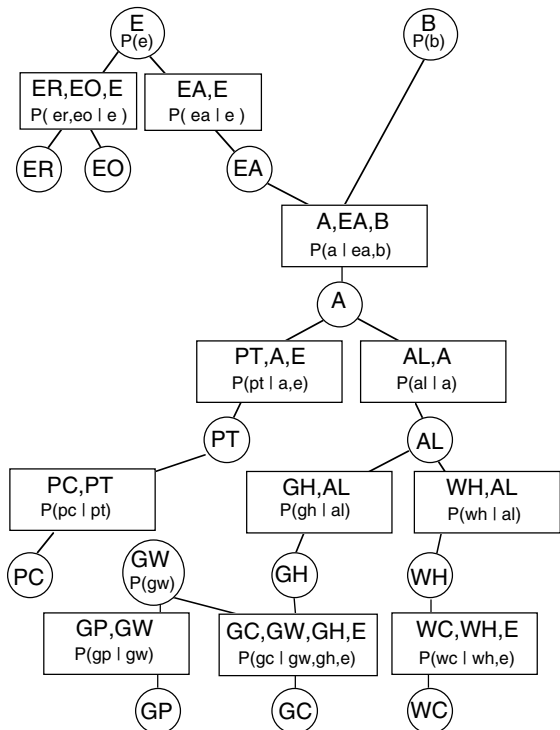 E
P(e)
B
P(b)
ER,EO,E
P( er,eo | e )
EA,E
P( ea | e )
ER
EO
EA
A,EA,B
P(a | ea,b)
A
PT,A,E
P(pt | a,e)
AL,A
P(al | a)
PT
AL
PC,PT
P(pc | pt)
GH,AL
P(gh | al)
WH,AL
P(wh | al)
PC
GW
P(gw)
GH
WH
GP,GW
P(gp | gw)
GC,GW,GH,E
P(gc | gw,gh,e)
WC,WH,E
P(wc | wh,e)
GP
GC
WC